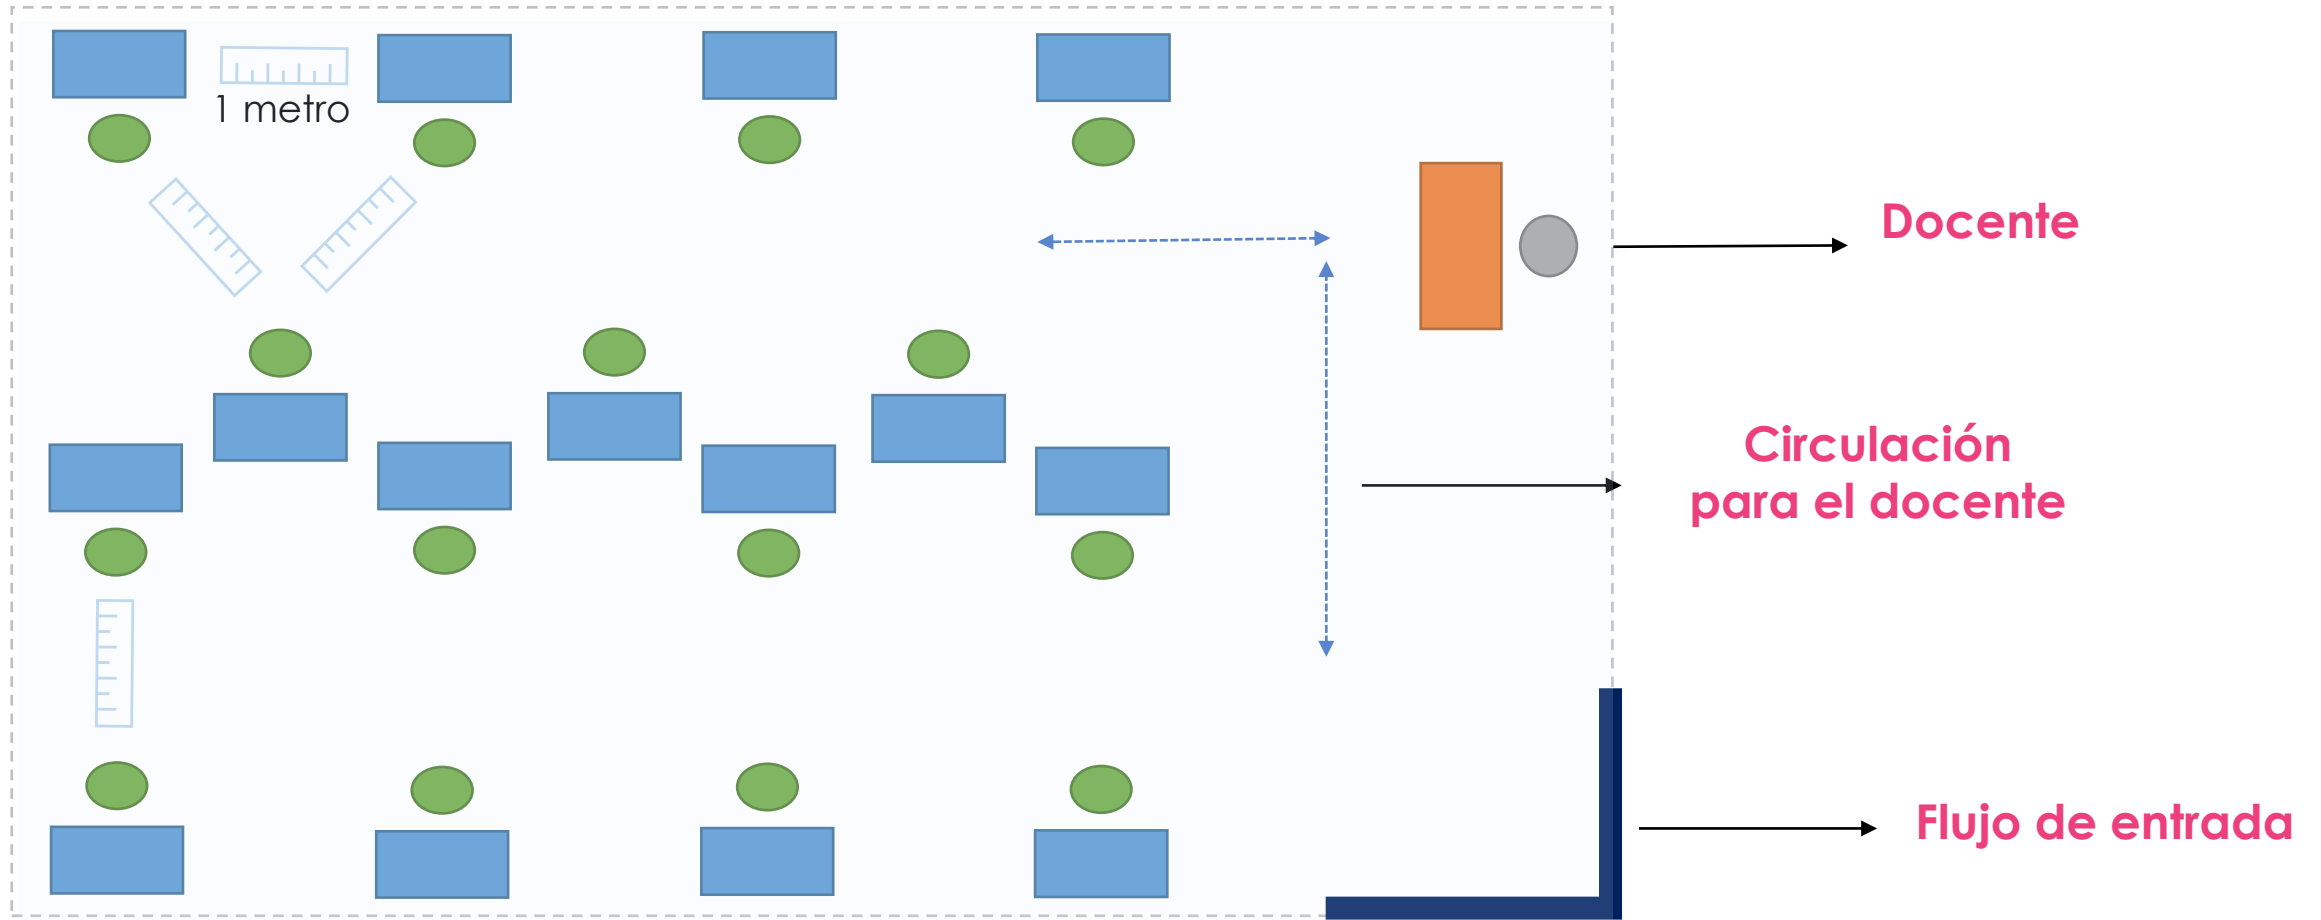 1 metro
Docente
Circulación
para el docente
Flujo de entrada